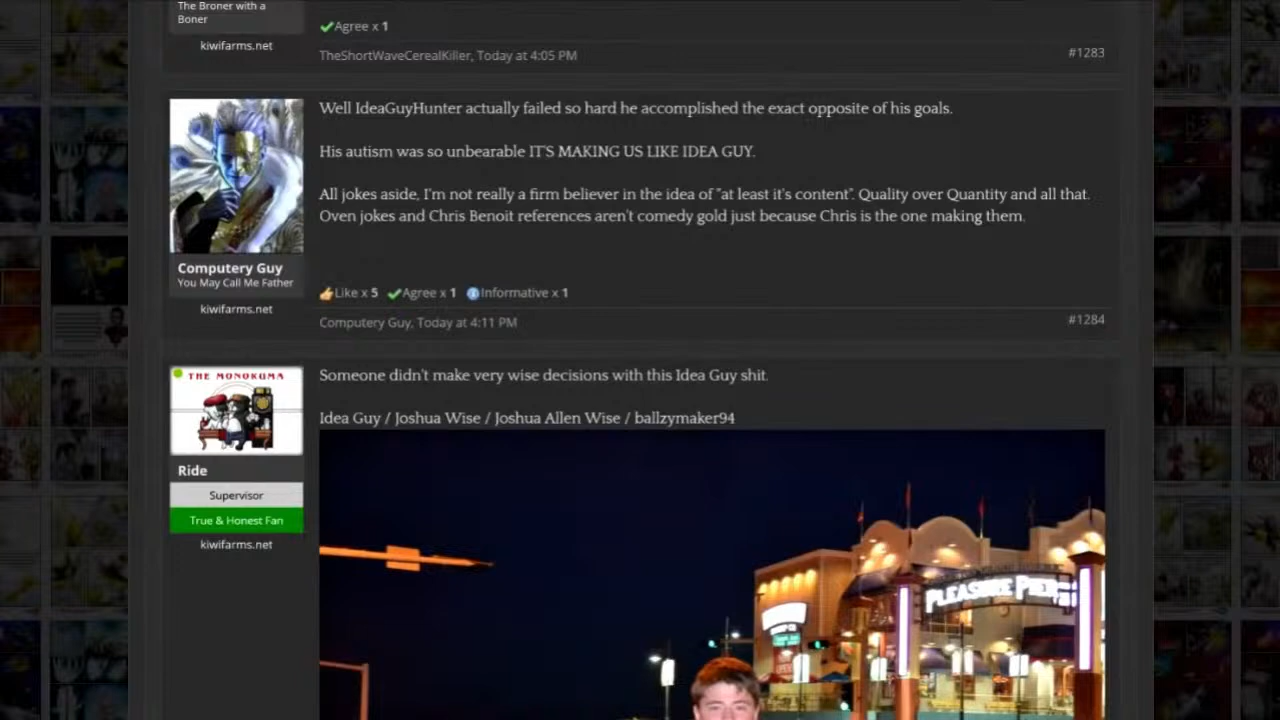 The Broner with a
Boner
kiwifarms.net
Agree x 1
TheShortWaveCerealKiller, Today at 4:05 PM
#1283
Well IdeaGuyHunter actually failed so hard he accomplished the exact opposite of his goals.
His autism was so unbearable IT'S MAKING US LIKE IDEA GUY.
All jokes aside, I'm not really a firm believer in the idea of "at least it's content". Quality over Quantity and all that.
Oven jokes and Chris Benoit references aren't comedy gold just because Chris is the one making them.
Computery Guy
You May Call Me Father
kiwifarms.net
Like x 5 Agree x 1 Informative x 1
Computery Guy, Today at 4:11 PM
#1284
THE MONOKUMA
Ride
Supervisor
True & Honest Fan
kiwifarms.net
Someone didn't make very wise decisions with this Idea Guy shit.
Idea Guy / Joshua Wise / Joshua Allen Wise / ballzymaker94
PLEASURE PIER